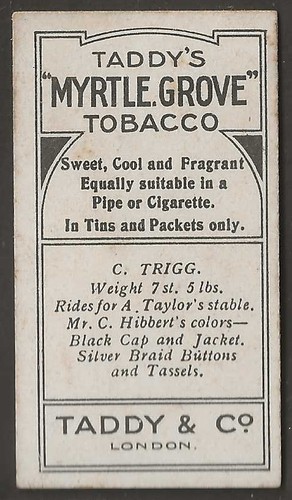 TADDY'S
"MYRTLE.GROVE"
TOBACCO
Sweet, Cool and Fragrant
Equally suitable in a
Pipe or Cigarette.
In Tins and Packets only.
C. TRIGG.
Weight 7 st. 5 lbs.
Rides for A. Taylor's stable.
Mr. C. Hibbert's colors—
Black Cap and Jacket.
Silver Braid Buttons
and Tassels.
TADDY & Co
LONDON.